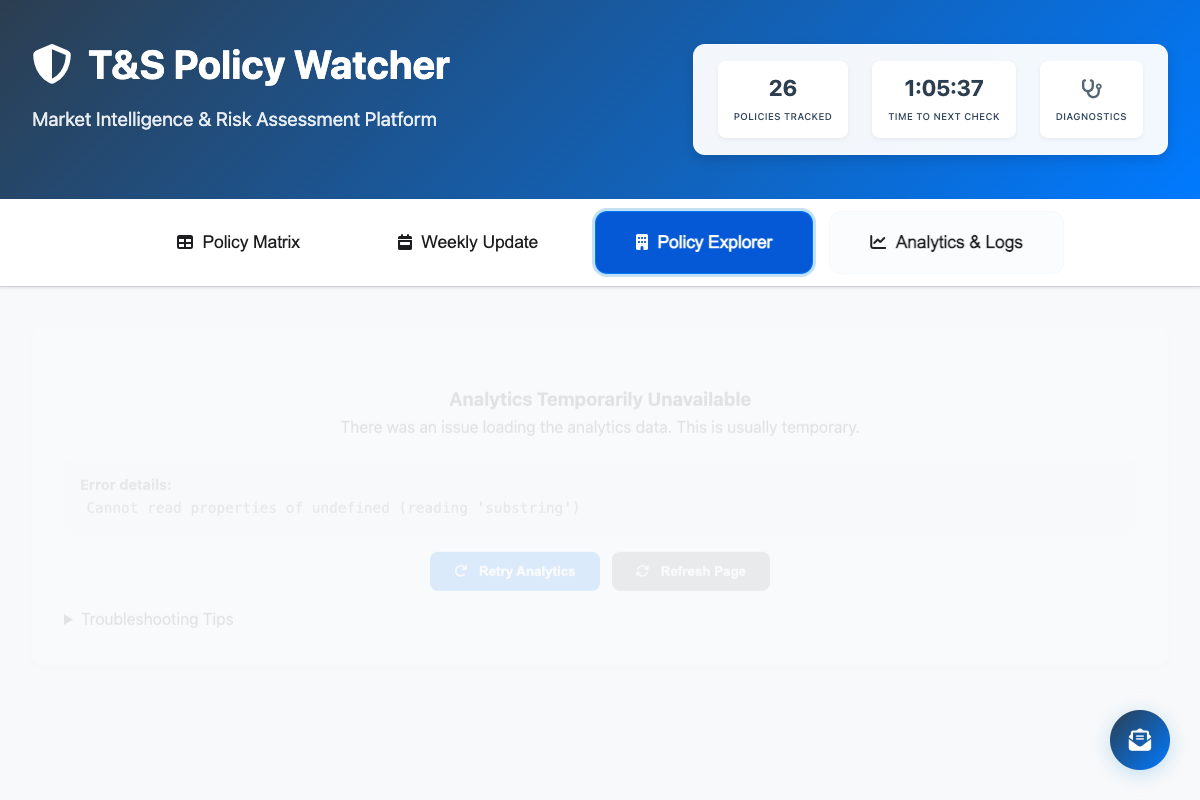 T&S Policy Watcher
Market Intelligence & Risk Assessment Platform
26
POLICIES TRACKED
1:05:37
TIME TO NEXT CHECK
DIAGNOSTICS
Policy Matrix
Weekly Update
Policy Explorer
Analytics & Logs
Analytics Temporarily Unavailable
There was an issue loading the analytics data. This is usually temporary.
Error details:
Cannot read properties of undefined (reading 'substring')
Retry Analytics
Refresh Page
Troubleshooting Tips